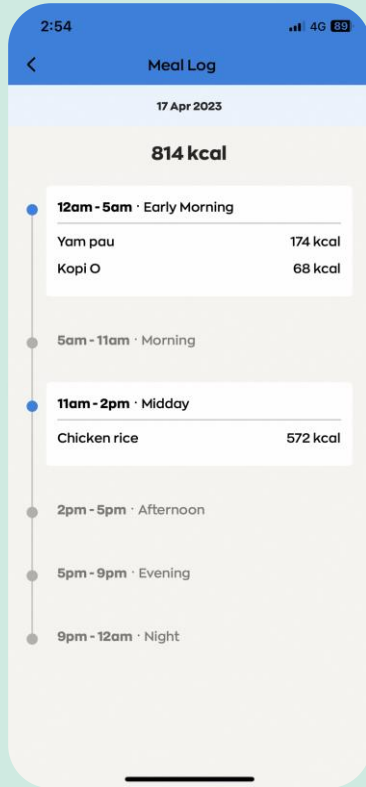 2:54 4G 89
Meal Log
17 Apr 2023
814 kcal
12am - 5am · Early Morning
Yam pau 174 kcal
Kopi O 68 kcal
5am - 11am · Morning
11am - 2pm · Midday
Chicken rice 572 kcal
2pm - 5pm · Afternoon
5pm - 9pm · Evening
9pm - 12am · Night